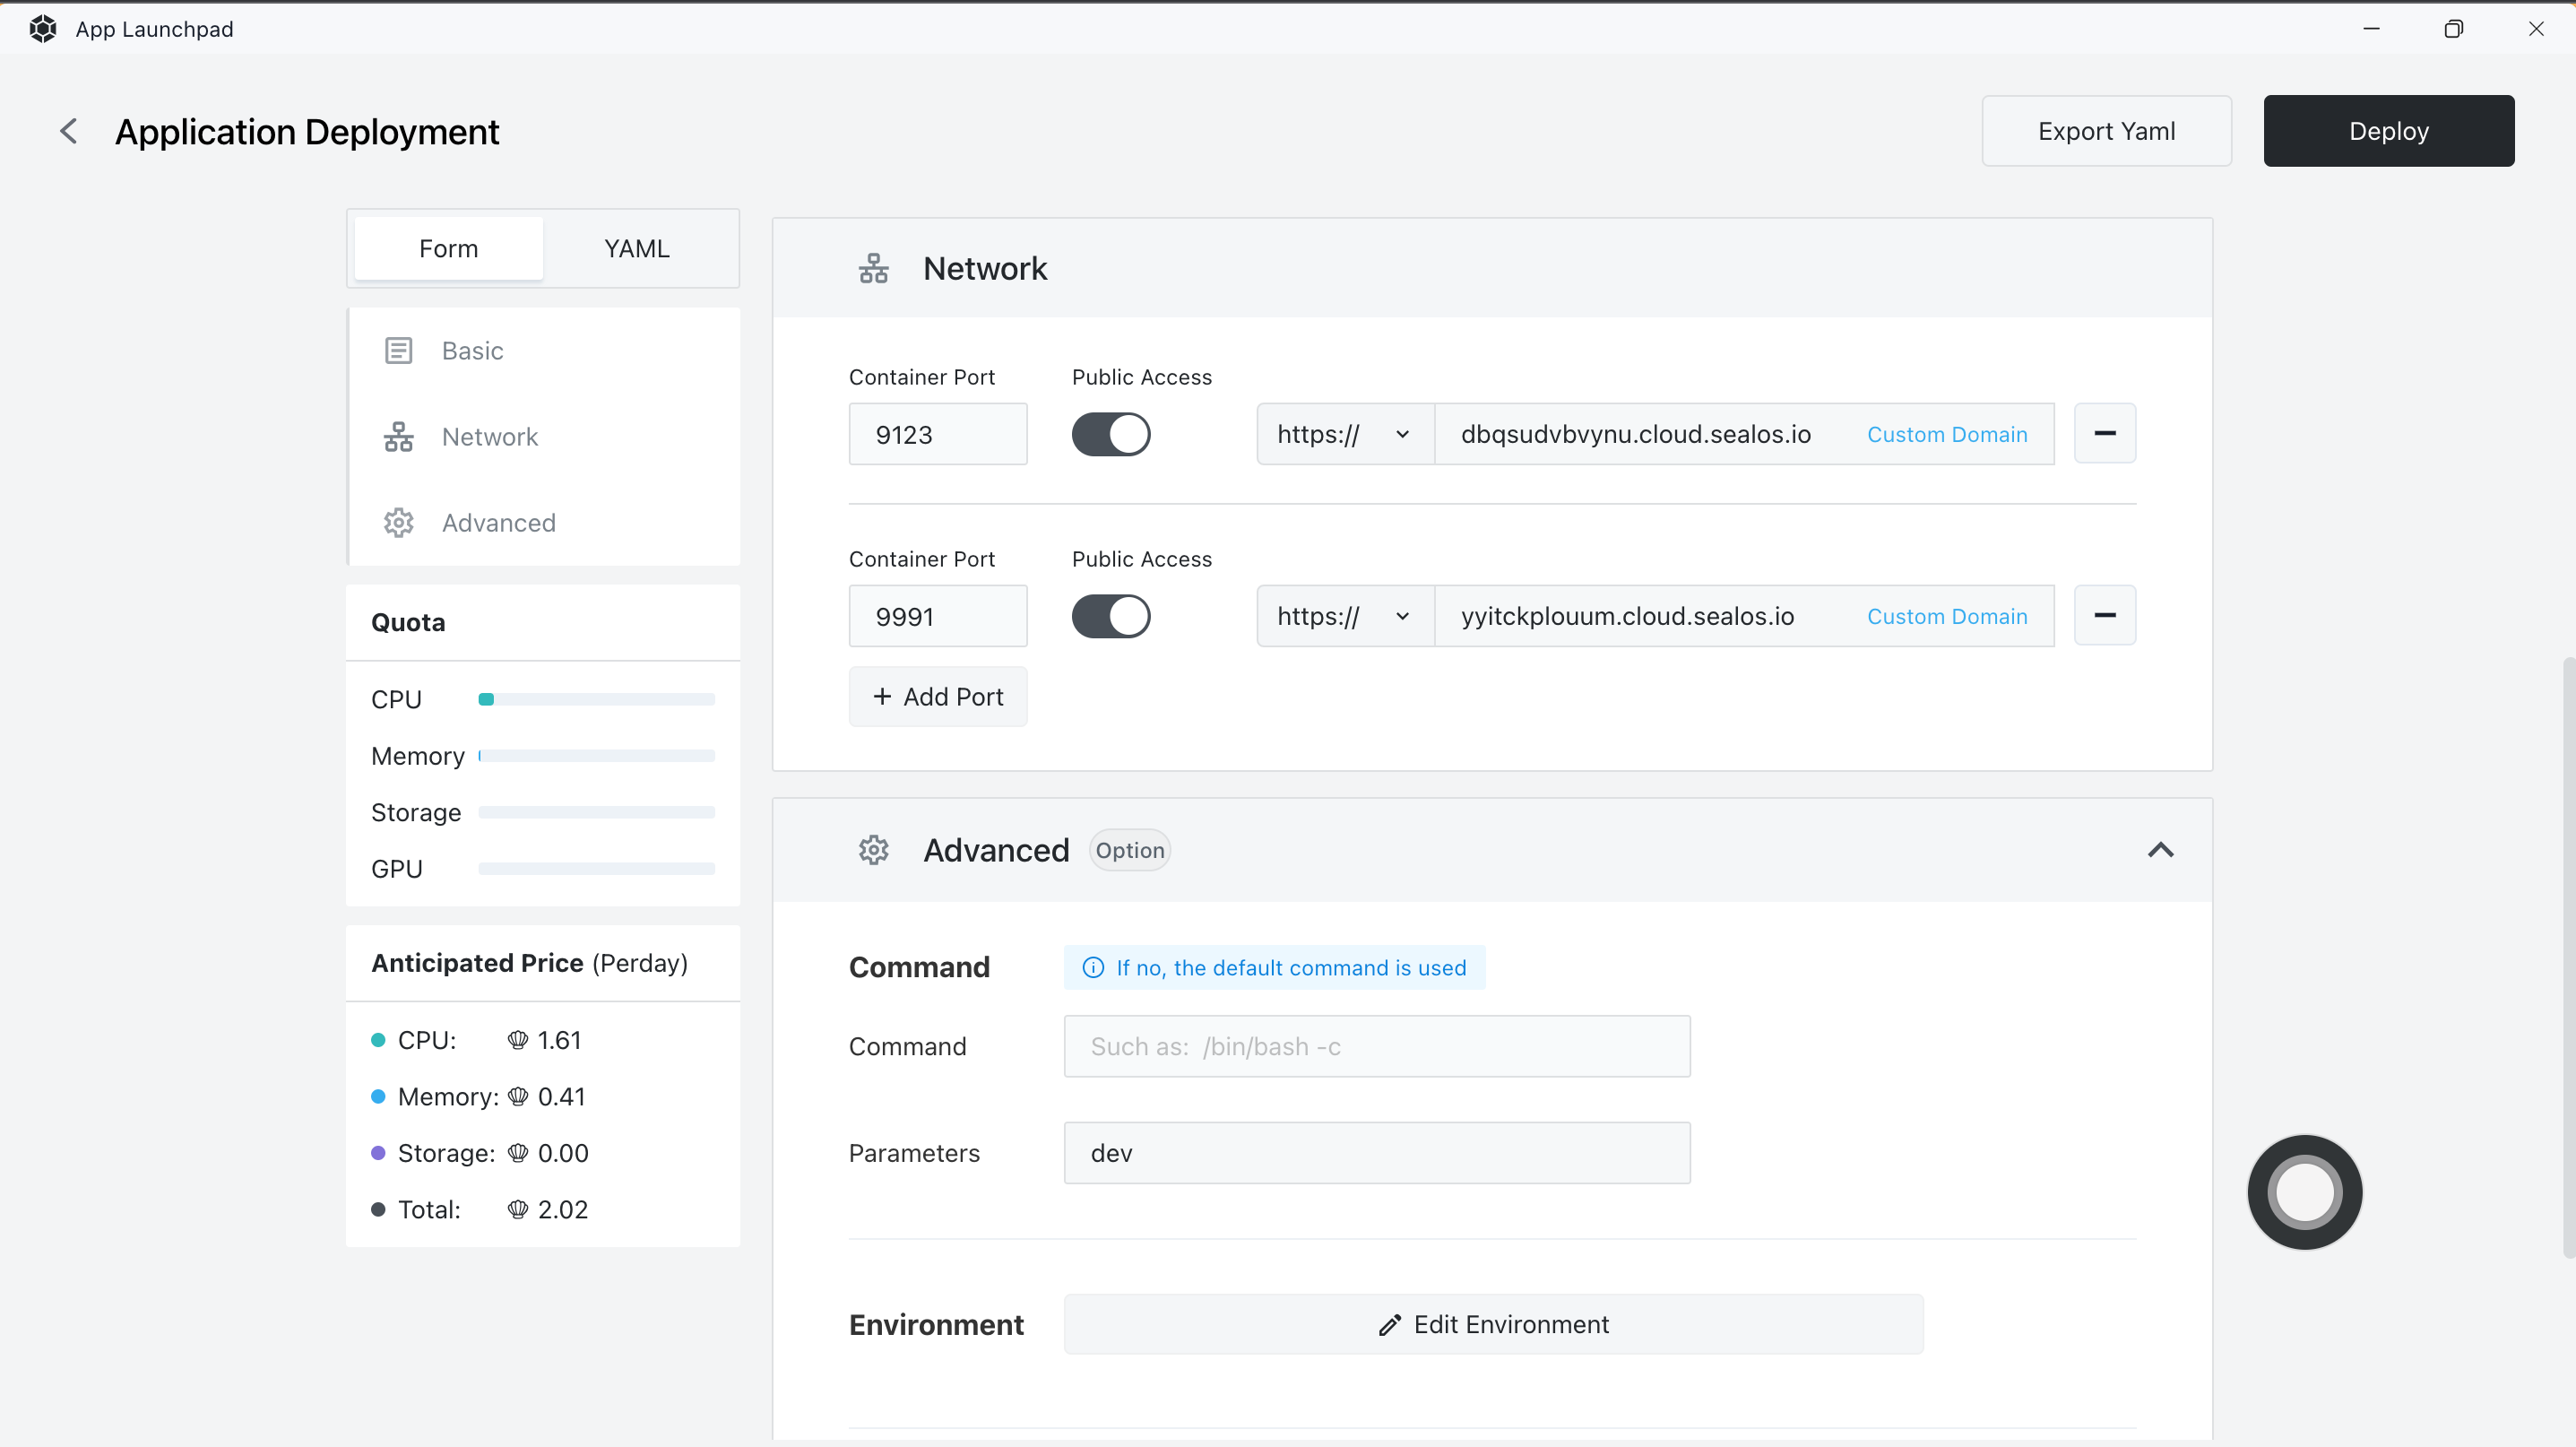 App Launchpad
Application Deployment
Export Yaml
Deploy
Form
YAML
Basic
Network
Advanced
Quota
CPU
Memory
Storage
GPU
Anticipated Price (Perday)
CPU: 1.61
Memory: 0.41
Storage: 0.00
Total: 2.02
Network
Container Port
Public Access
9123
https://
dbqsudvbvynu.cloud.sealos.io
Custom Domain
Container Port
Public Access
9991
https://
yyitckplouum.cloud.sealos.io
Custom Domain
+ Add Port
Advanced
Option
Command
If no, the default command is used
Command
Such as: /bin/bash -c
Parameters
dev
Environment
Edit Environment